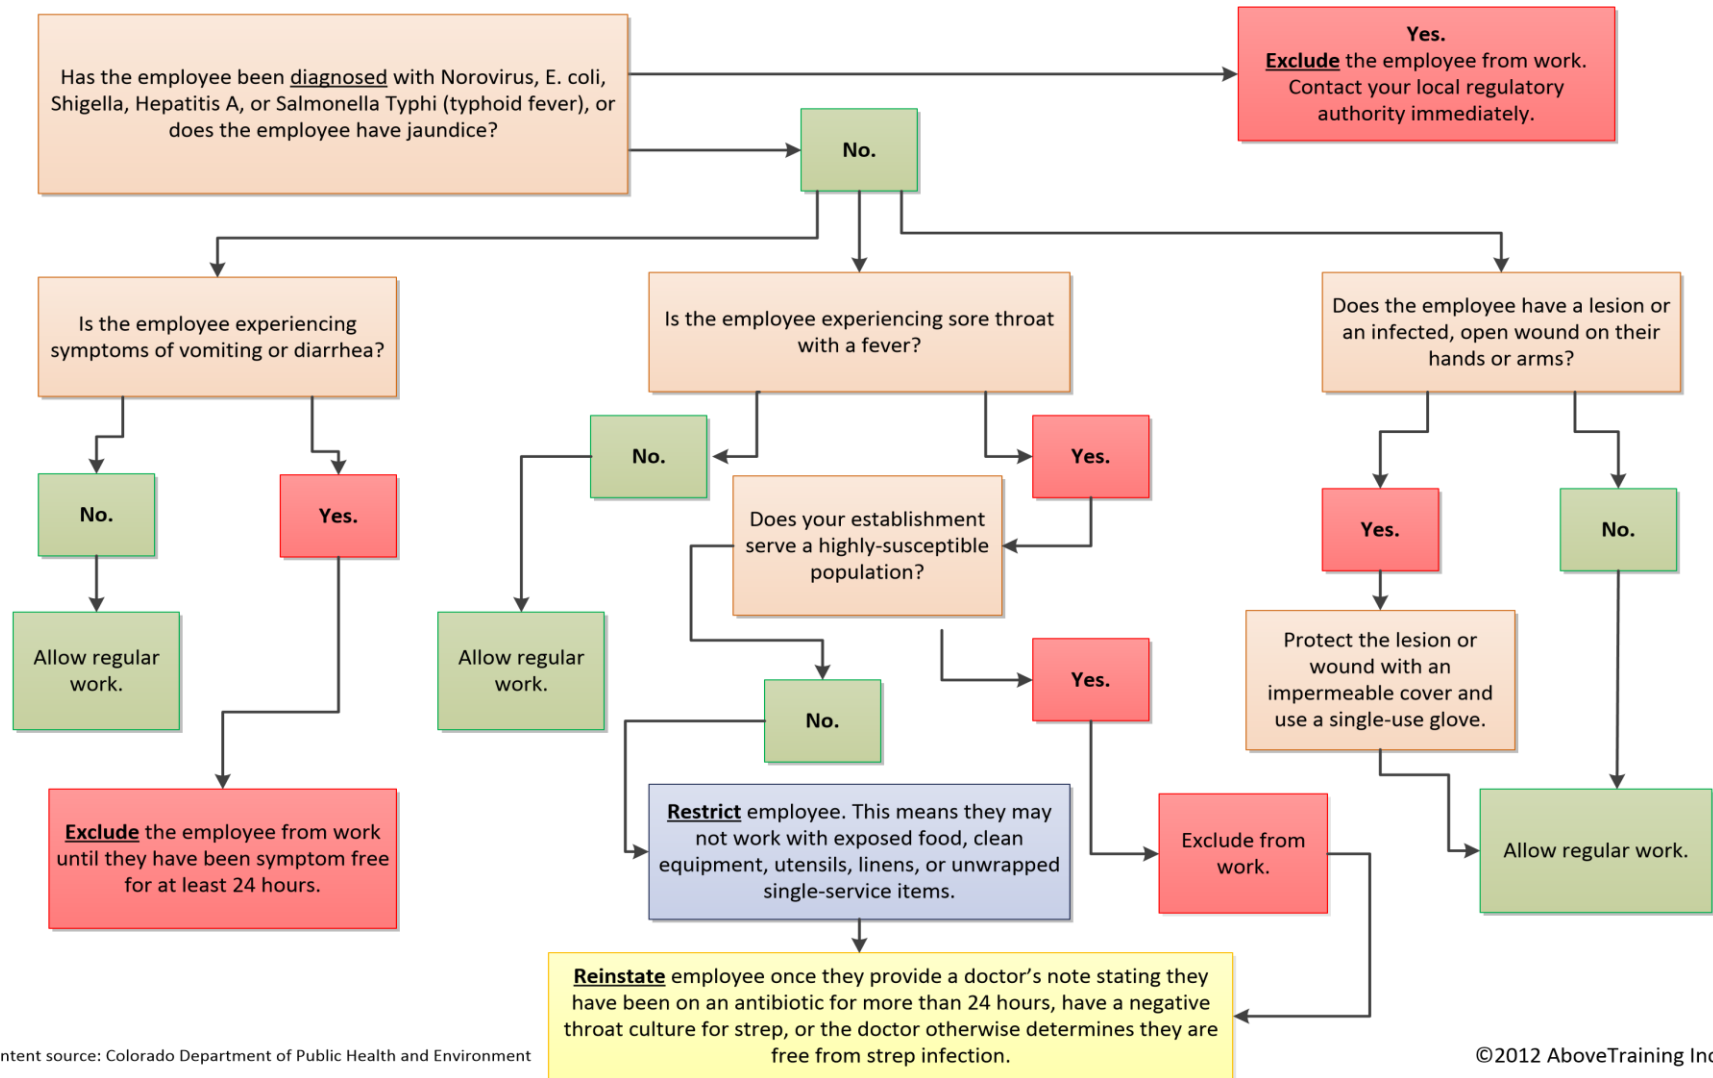 Has the employee been diagnosed with Norovirus, E. coli,
Shigella, Hepatitis A, or Salmonella Typhi (typhoid fever), or
does the employee have jaundice?
Yes.
Exclude the employee from work.
Contact your local regulatory
authority immediately.
No.
Is the employee experiencing
symptoms of vomiting or diarrhea?
Is the employee experiencing sore throat
with a fever?
Does the employee have a lesion or
an infected, open wound on their
hands or arms?
No.
Yes.
No.
Yes.
Does your establishment
serve a highly-susceptible
population?
Yes.
No.
Allow regular
work.
Allow regular
work.
No.
Yes.
Protect the lesion or
wound with an
impermeable cover and
use a single-use glove.
Exclude the employee from work
until they have been symptom free
for at least 24 hours.
Restrict employee. This means they may
not work with exposed food, clean
equipment, utensils, linens, or unwrapped
single-service items.
Exclude from
work.
Allow regular work.
Reinstate employee once they provide a doctor’s note stating they
have been on an antibiotic for more than 24 hours, have a negative
throat culture for strep, or the doctor otherwise determines they are
free from strep infection.
ntent source: Colorado Department of Public Health and Environment
©2012 AboveTraining Inc